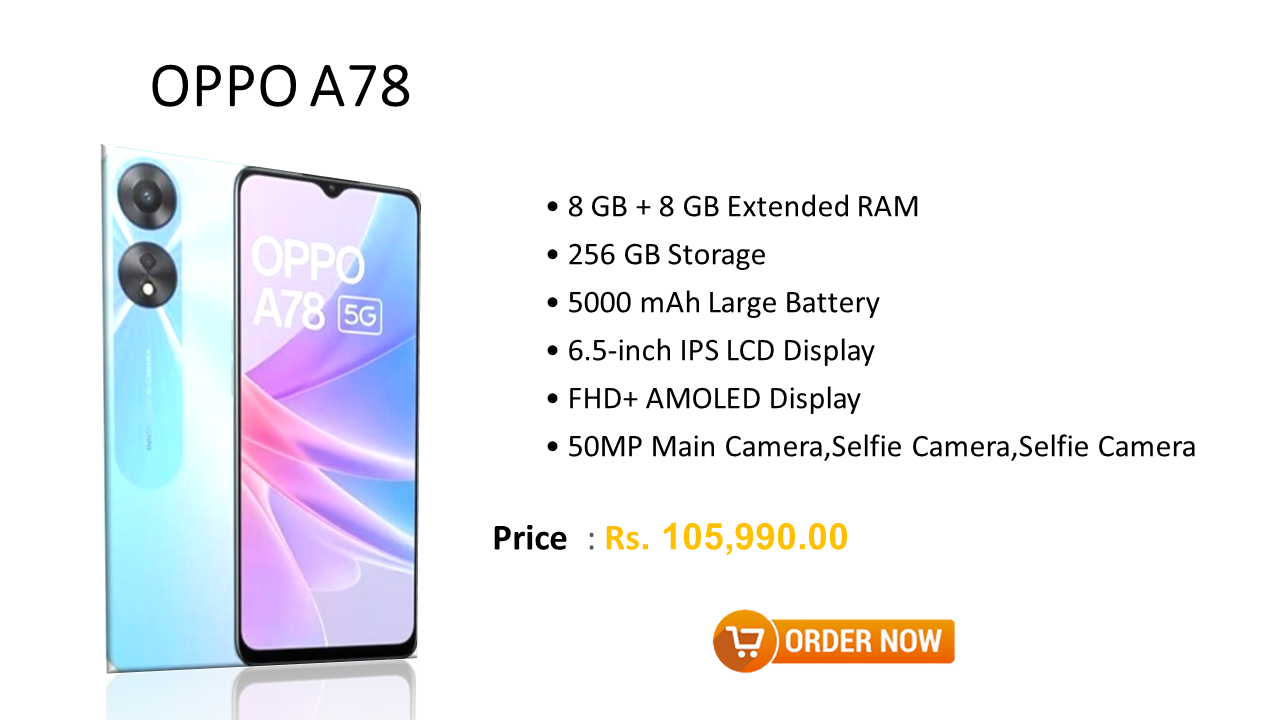 OPPO A78
OPPO
A78 5G
• 8 GB + 8 GB Extended RAM
• 256 GB Storage
• 5000 mAh Large Battery
• 6.5-inch IPS LCD Display
• FHD+ AMOLED Display
• 50MP Main Camera,Selfie Camera,Selfie Camera
Price : Rs. 105,990.00
ORDER NOW